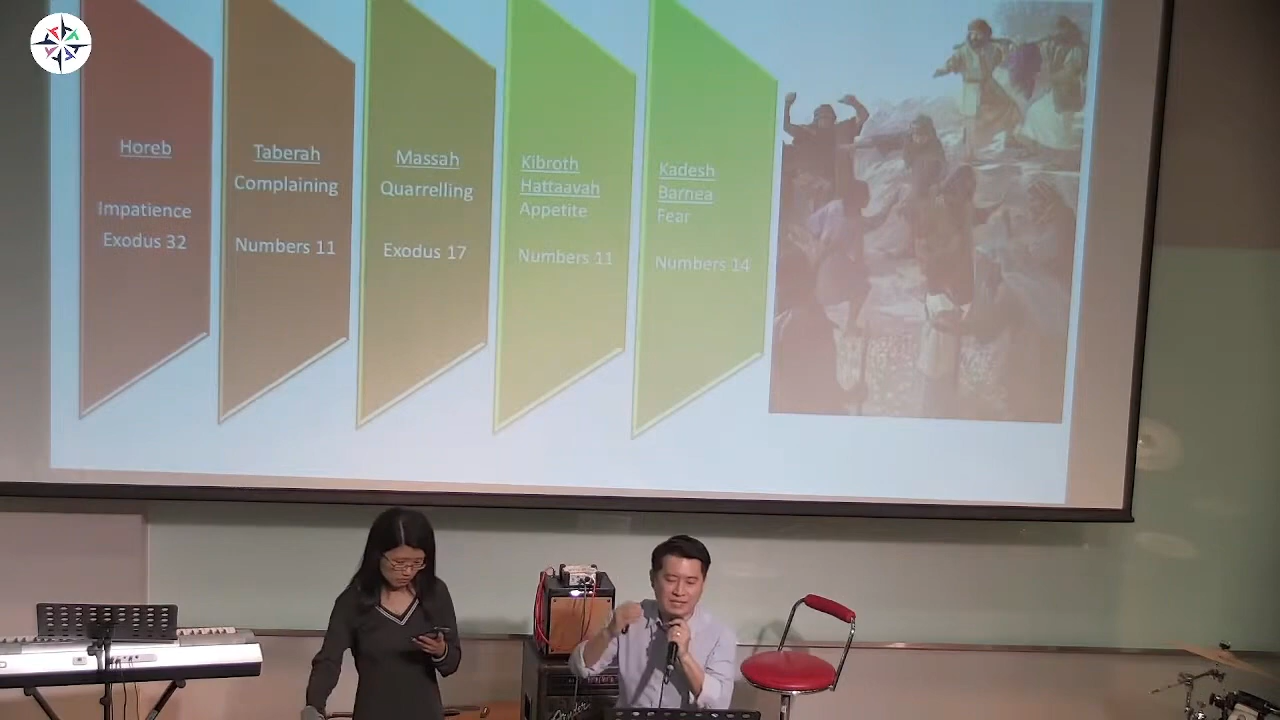 Horeb
Impatience
Exodus 32
Taberah
Complaining
Numbers 11
Massah
Quarrelling
Exodus 17
Kibroth
Hattaavah
Appetite
Numbers 11
Kadesh
Barnea
Fear
Numbers 14
Fender